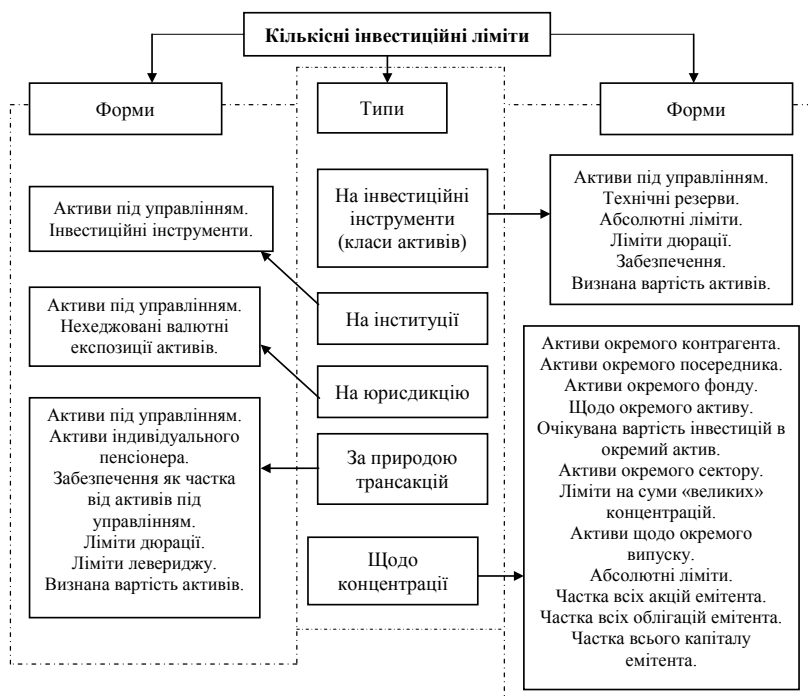 Кількісні інвестиційні ліміти
Форми
Типи
Форми
Активи під управлінням.
Інвестиційні інструменти.
Активи під управлінням.
Нехеджовані валютні
експозиції активів.
Активи під управлінням.
Активи індивідуального
пенсіонера.
Забезпечення як частка
від активів під
управлінням.
Ліміти дюрації.
Ліміти левериджу.
Визнана вартість активів.
На інвестиційні
інструменти
(класи активів)
На інституції
На юрисдикцію
За природою
трансакцій
Щодо
концентрації
Активи під управлінням.
Технічні резерви.
Абсолютні ліміти.
Ліміти дюрації.
Забезпечення.
Визнана вартість активів.
Активи окремого контрагента.
Активи окремого посередника.
Активи окремого фонду.
Щодо окремого активу.
Очікувана вартість інвестицій в
окремий актив.
Активи окремого сектору.
Ліміти на суми «великих»
концентрацій.
Активи щодо окремого
випуску.
Абсолютні ліміти.
Частка всіх акцій емітента.
Частка всіх облігацій емітента.
Частка всього капіталу
емітента.